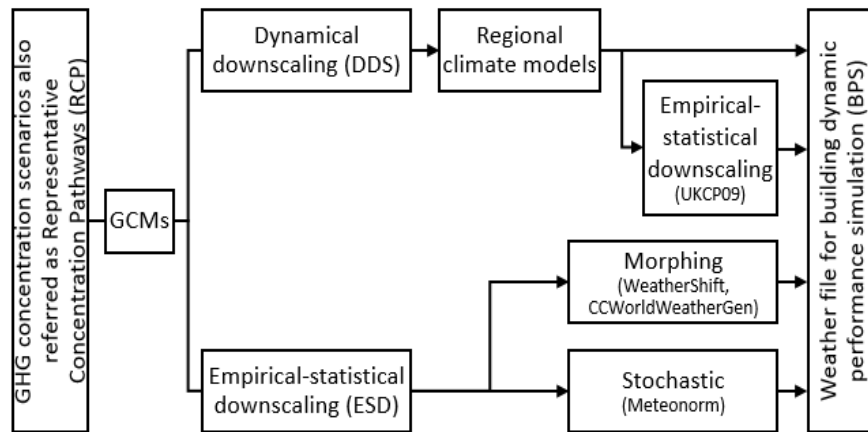 GHG concentration scenarios also
referred as Representative
Concentration Pathways (RCP)
GCMs
Dynamical
downscaling (DDS)
Regional
climate models
Empirical-
statistical
downscaling
(UKCP09)
Morphing
(WeatherShift,
CCWorldWeatherGen)
Empirical-statistical
downscaling (ESD)
Stochastic
(Meteonorm)
Weather file for building dynamic
performance simulation (BPS)